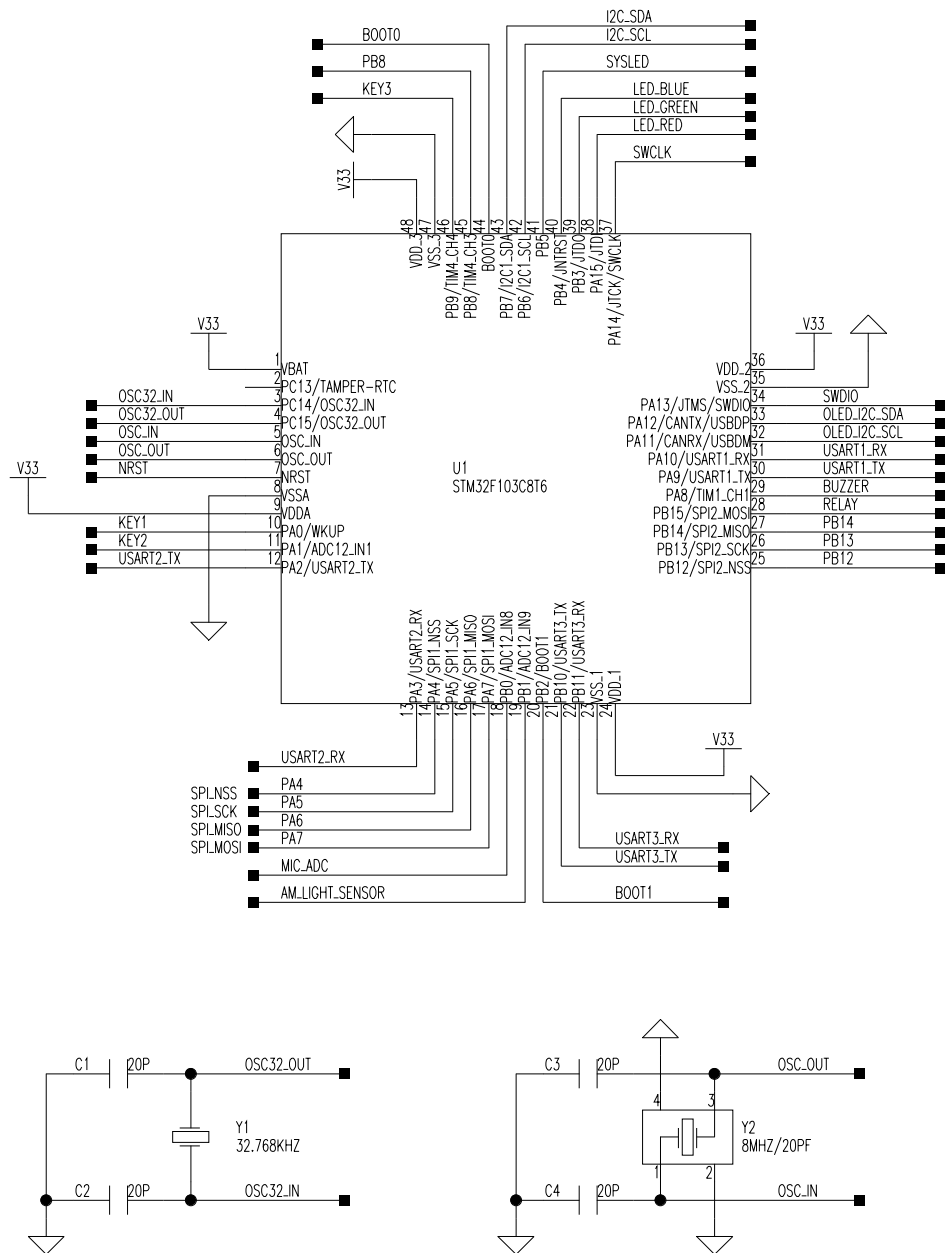 I2C_SDA
BOOT0 I2C_SCL
PB8 SYSLED
KEY3 LED_BLUE
LED_GREEN
LED_RED
SWCLK
V33
48 47 46 45 44 43 42 41 40 39 38 37
VDD_3
VSS_3
PB9/TIM4_CH4
PB8/TIM4_CH3
BOOT0
PB7/I2C1_SDA
PB6/I2C1_SCL
PB5
PB4/JNTRST
PB3/JTDO
PA15/JTDI
PA14/JTCK/SWCLK
V33 V33
1 VBAT VDD_2 36
2 PC13/TAMPER-RTC VSS_2 35
OSC32_IN 3 PC14/OSC32_IN PA13/JTMS/SWDIO 34 SWDIO
OSC32_OUT 4 PC15/OSC32_OUT PA12/CANTX/USBDP 33 OLED_I2C_SDA
OSC_IN 5 OSC_IN PA11/CANRX/USBDM 32 OLED_I2C_SCL
OSC_OUT 6 OSC_OUT PA10/USART1_RX 31 USART1_RX
V33 NRST 7 NRST PA9/USART1_TX 30 USART1_TX
8 VSSA PA8/TIM1_CH1 29 BUZZER
9 VDDA PB15/SPI2_MOSI 28 RELAY
KEY1 10 PA0/WKUP PB14/SPI2_MISO 27 PB14
KEY2 11 PA1/ADC12_IN1 PB13/SPI2_SCK 26 PB13
USART2_TX 12 PA2/USART2_TX PB12/SPI2_NSS 25 PB12
U1
STM32F103C8T6
PA3/USART2_RX
PA4/SPI1_NSS
PA5/SPI1_SCK
PA6/SPI1_MISO
PA7/SPI1_MOSI
PB0/ADC12_IN8
PB1/ADC12_IN9
PB2/BOOT1
PB10/USART3_TX
PB11/USART3_RX
VSS_1
VDD_1
13 14 15 16 17 18 19 20 21 22 23 24
V33
USART2_RX
SPI_NSS PA4
SPI_SCK PA5
SPI_MISO PA6
SPI_MOSI PA7 USART3_RX
MIC_ADC USART3_TX
AM_LIGHT_SENSOR BOOT1
C1 20P OSC32_OUT C3 20P OSC_OUT
4 3
Y1 Y2
32.768KHZ 8MHZ/20PF
1 2
C2 20P OSC32_IN C4 20P OSC_IN